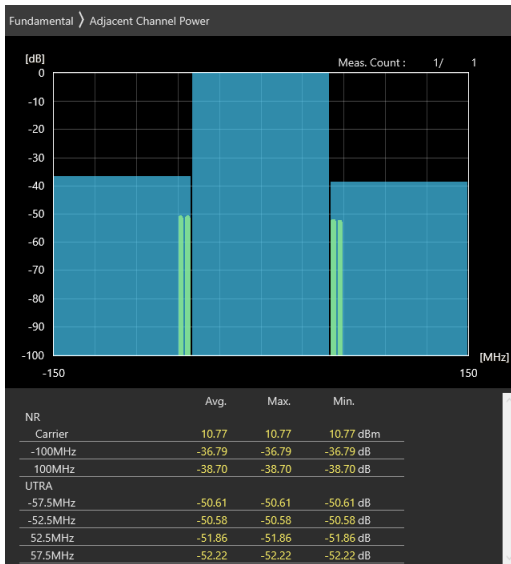 Fundamental 〉 Adjacent Channel Power
[dB]
Meas. Count : 1/ 1
0
-10
-20
-30
-40
-50
-60
-70
-80
-90
-100
[MHz]
-150 150
Avg. Max. Min.
NR
Carrier 10.77 10.77 10.77 dBm
-100MHz -36.79 -36.79 -36.79 dB
100MHz -38.70 -38.70 -38.70 dB
UTRA
-57.5MHz -50.61 -50.61 -50.61 dB
-52.5MHz -50.58 -50.58 -50.58 dB
52.5MHz -51.86 -51.86 -51.86 dB
57.5MHz -52.22 -52.22 -52.22 dB